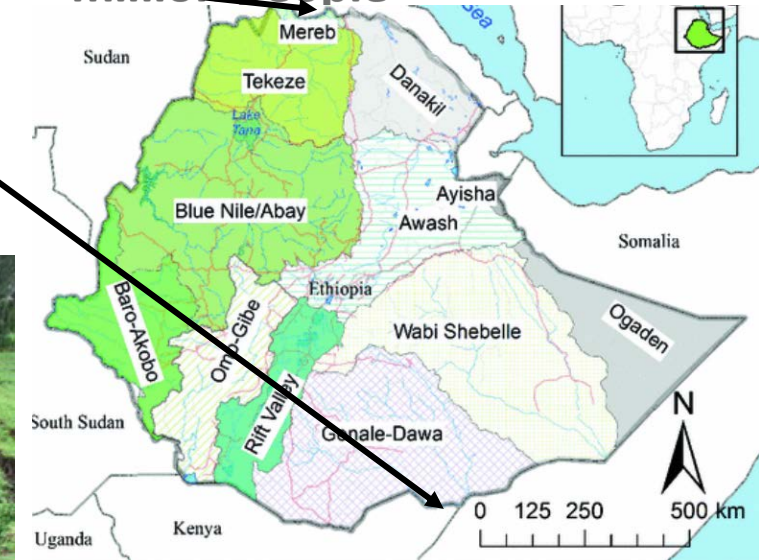 Sea
Mereb
Sudan
Tekeze
Danakil
Lake
Tana
Ayisha
Blue Nile/Abay
Awash
Somalia
Ethiopia
Baro-Akobo
Omo-Gibe
Wabi Shebelle
Ogaden
Rift Valley
South Sudan
Genale-Dawa
N
0 125 250 500 km
Kenya
Uganda